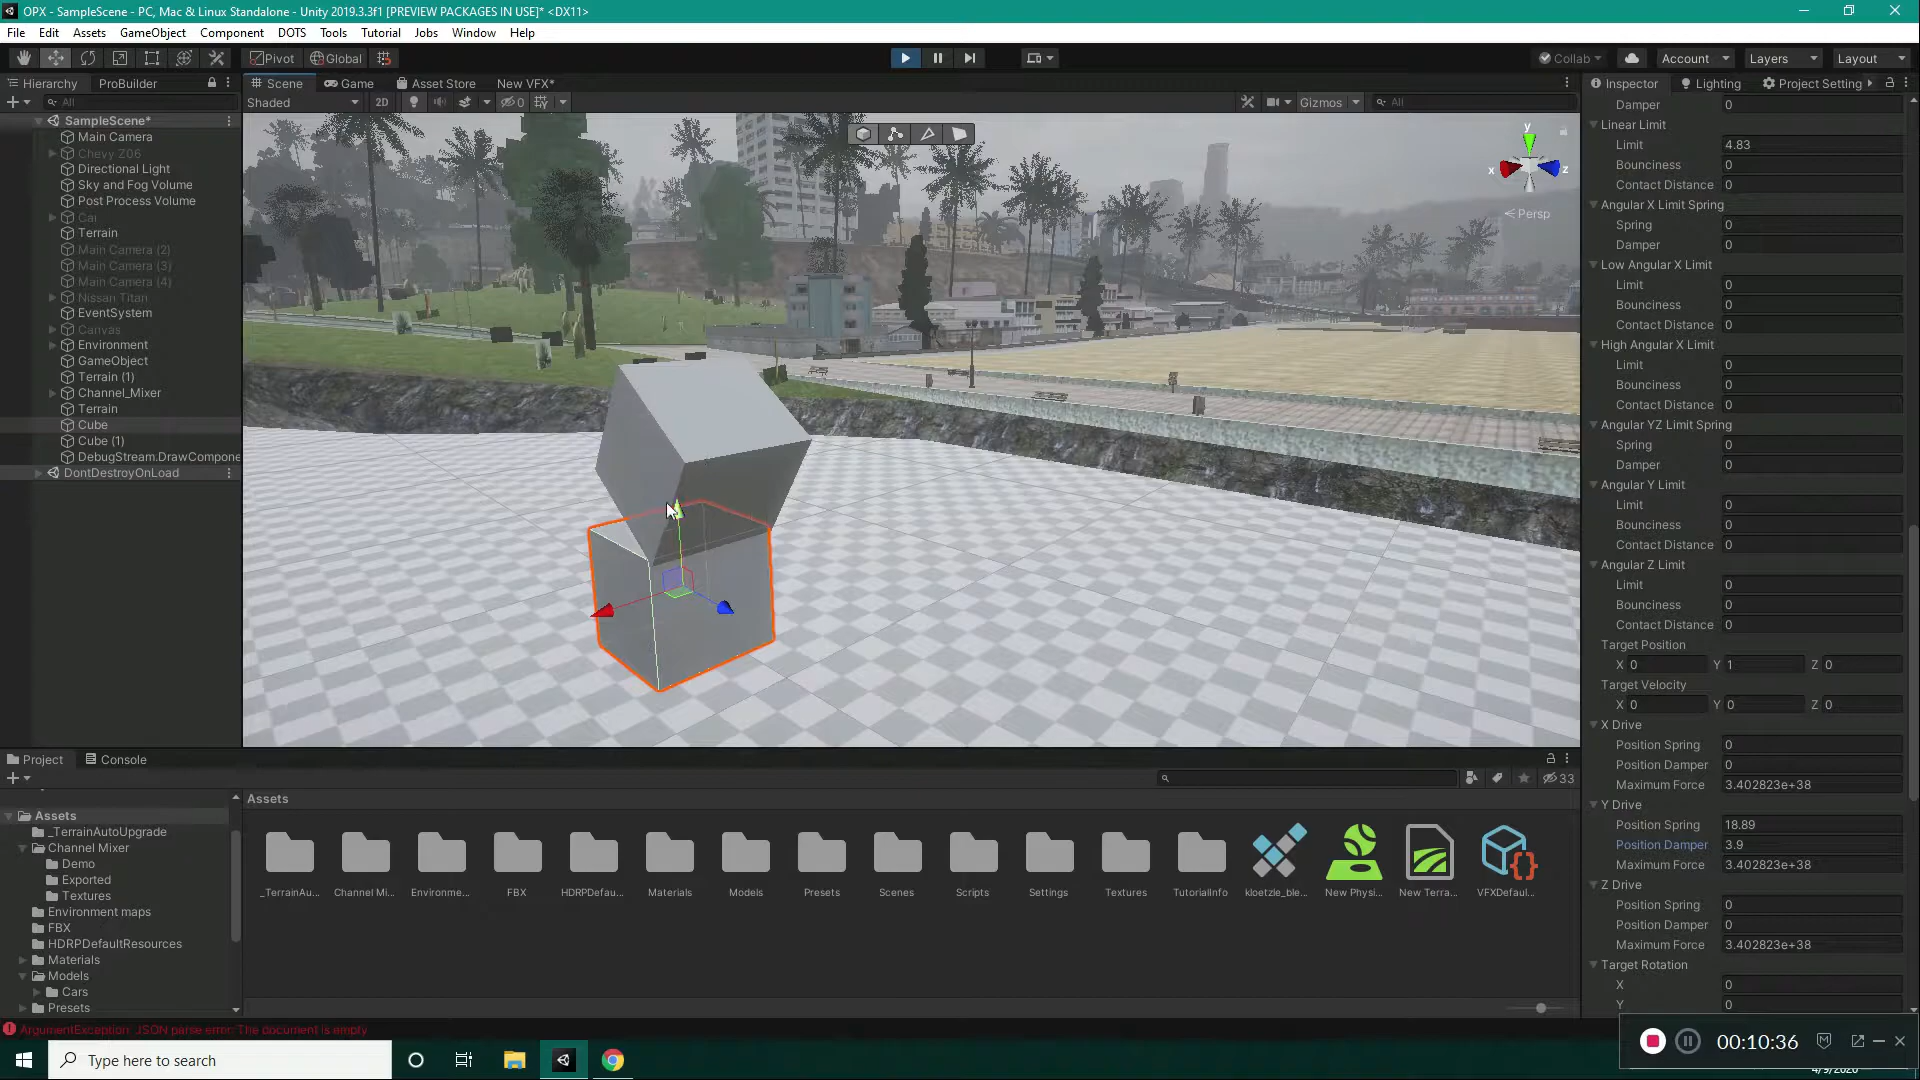 OPX - SampleScene - PC, Mac & Linux Standalone - Unity 2019.3.3f1 [PREVIEW PACKAGES IN USE]* <DX11>
File Edit Assets GameObject Component DOTS Tools Tutorial Jobs Window Help
Pivot Global Collab Account Layers Layout
Hierarchy ProBuilder
All
SampleScene*
Main Camera
Chevy Z06
Directional Light
Sky and Fog Volume
Post Process Volume
Car
Terrain
Main Camera (2)
Main Camera (3)
Main Camera (4)
Nissan Titan
EventSystem
Canvas
Environment
GameObject
Terrain (1)
Channel_Mixer
Terrain
Cube
Cube (1)
DebugStream.DrawCompone
DontDestroyOnLoad
Scene Game Asset Store New VFX*
Shaded 2D 0 Gizmos All
y
x z
Persp
Inspector Lighting Project Setting
Damper 0
Linear Limit
Limit 4.83
Bounciness 0
Contact Distance 0
Angular X Limit Spring
Spring 0
Damper 0
Low Angular X Limit
Limit 0
Bounciness 0
Contact Distance 0
High Angular X Limit
Limit 0
Bounciness 0
Contact Distance 0
Angular YZ Limit Spring
Spring 0
Damper 0
Angular Y Limit
Limit 0
Bounciness 0
Contact Distance 0
Angular Z Limit
Limit 0
Bounciness 0
Contact Distance 0
Target Position
X 0 Y 1 Z 0
Target Velocity
X 0 Y 0 Z 0
X Drive
Position Spring 0
Position Damper 0
Maximum Force 3.402823e+38
Y Drive
Position Spring 18.89
Position Damper 3.9
Maximum Force 3.402823e+38
Z Drive
Position Spring 0
Position Damper 0
Maximum Force 3.402823e+38
Target Rotation
X 0
Y 0
Project Console
33
Assets
_TerrainAutoUpgrade
Channel Mixer
Demo
Exported
Textures
Environment maps
FBX
HDRPDefaultResources
Materials
Models
Cars
Presets
Assets
_TerrainAu... Channel Mi... Environme... FBX HDRPDefau... Materials Models Presets Scenes Scripts Settings Textures TutorialInfo kloetzle_ble... New Physi... New Terra... VFXDefaul...
ArgumentException: JSON parse error: The document is empty.
Type here to search
00:10:36
4/9/2020